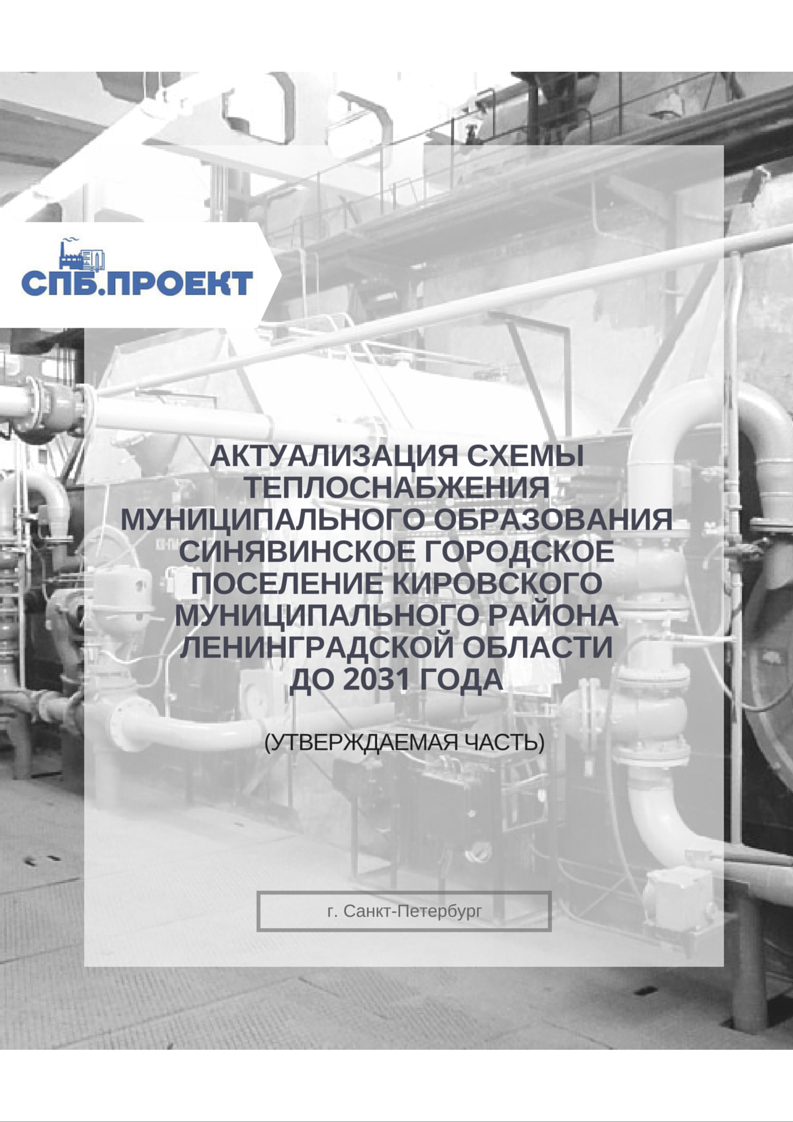 СПБ.ПРОЕКТ
АКТУАЛИЗАЦИЯ СХЕМЫ
ТЕПЛОСНАБЖЕНИЯ
МУНИЦИПАЛЬНОГО ОБРАЗОВАНИЯ
СИНЯВИНСКОЕ ГОРОДСКОЕ
ПОСЕЛЕНИЕ КИРОВСКОГО
МУНИЦИПАЛЬНОГО РАЙОНА
ЛЕНИНГРАДСКОЙ ОБЛАСТИ
ДО 2031 ГОДА
(УТВЕРЖДАЕМАЯ ЧАСТЬ)
г. Санкт-Петербург